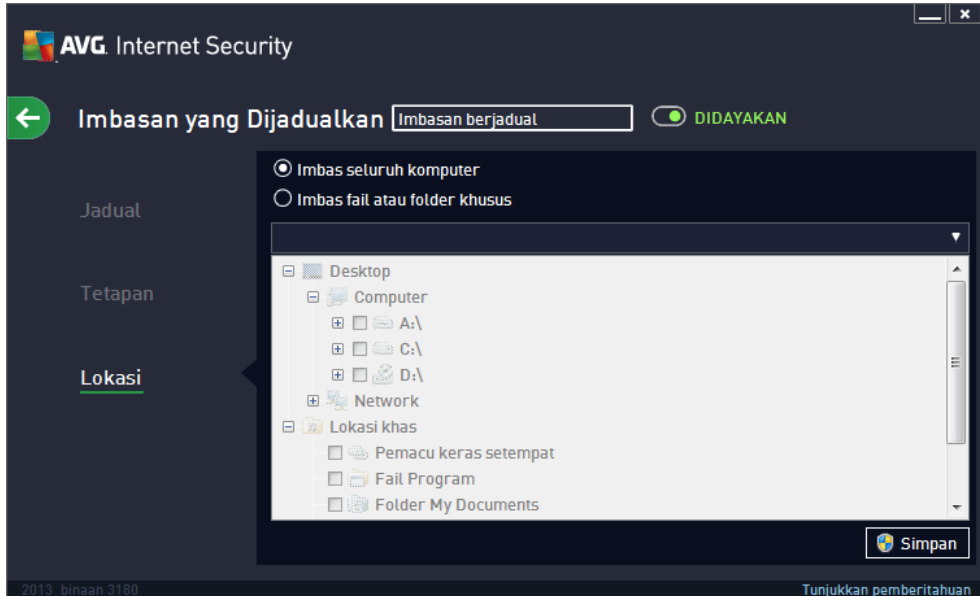 AVG. Internet Security
Imbasan yang Dijadualkan Imbasan berjadual DIDAYAKAN
Imbas seluruh komputer
Imbas fail atau folder khusus
Jadual
Tetapan
Lokasi
Desktop
Computer
A:\
C:\
D:\
Network
Lokasi khas
Pemacu keras setempat
Fail Program
Folder My Documents
Simpan
2013 binaan 3180
Tunjukkan pemberitahuan